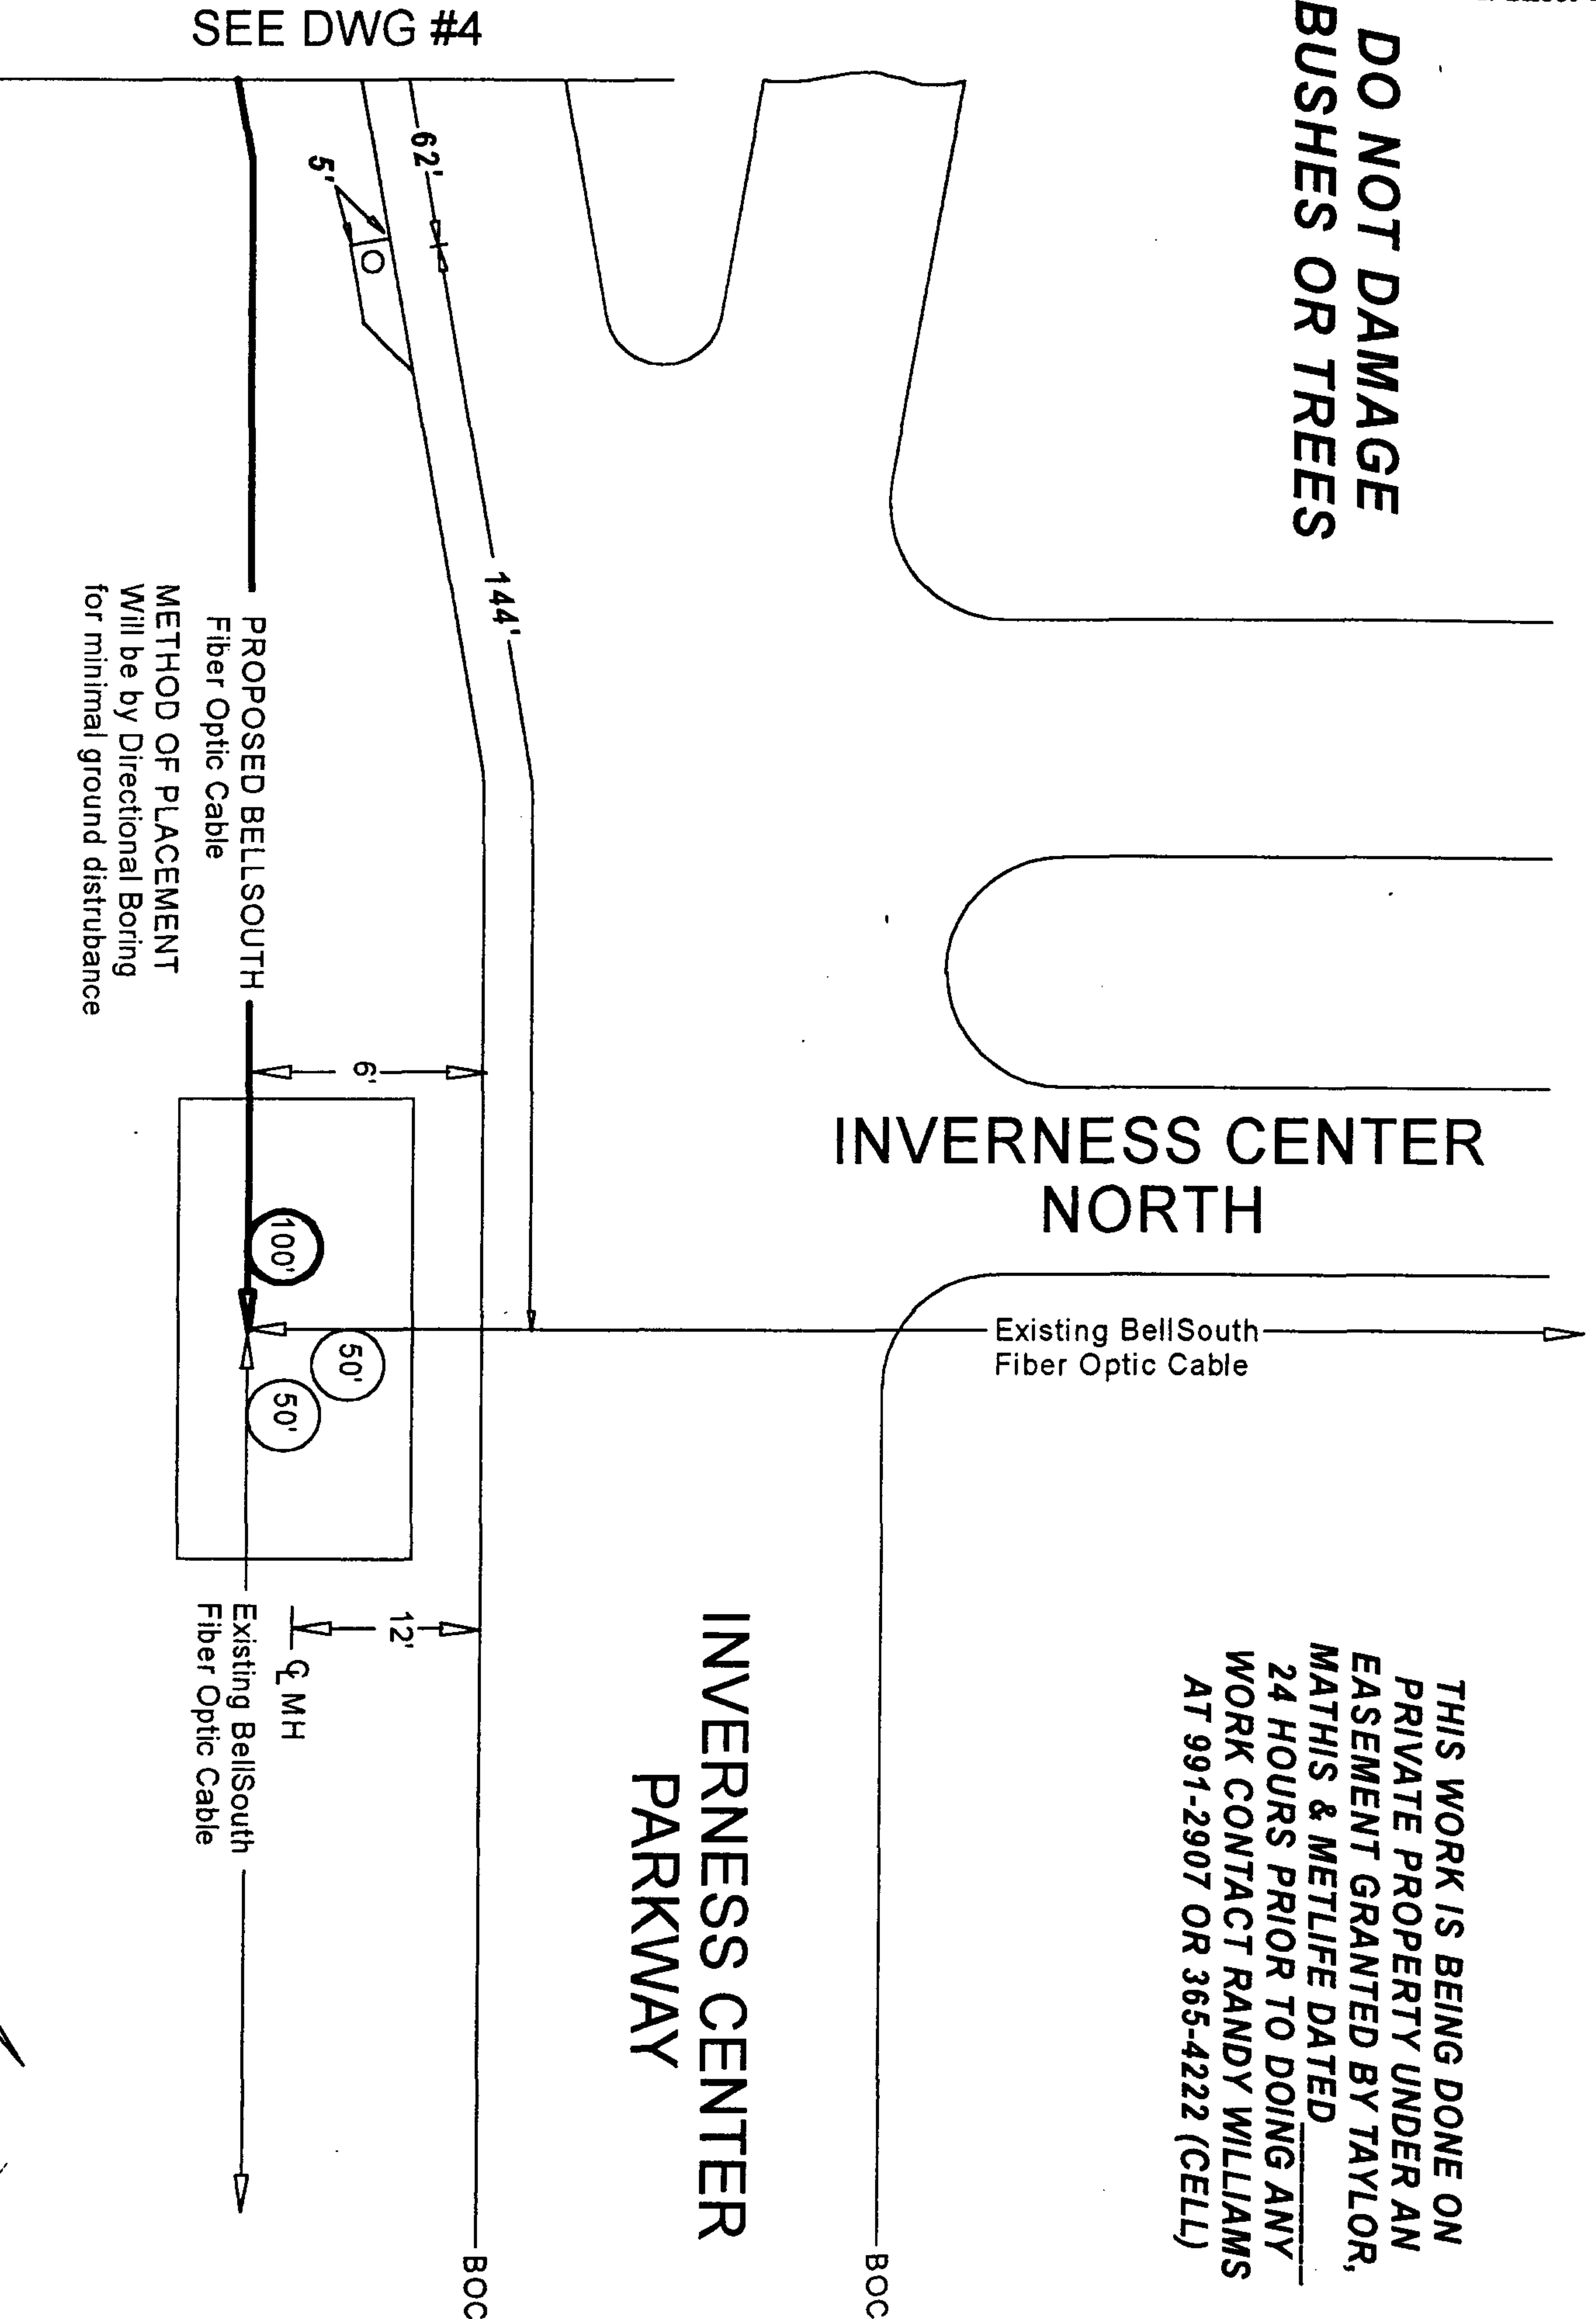 SEE DWG #4
DO NOT DAMAGE
BUSHES OR TREES
62'
5'
144'
PROPOSED BELLSOUTH
Fiber Optic Cable
METHOD OF PLACEMENT
Will be by Directional Boring
for minimal ground distrubance
6'
INVERNESS CENTER
NORTH
100'
50'
50'
Existing BellSouth
Fiber Optic Cable
12'
℄ MH
Existing BellSouth
Fiber Optic Cable
INVERNESS CENTER
PARKWAY
THIS WORK IS BEING DONE ON
PRIVATE PROPERTY UNDER AN
EASEMENT GRANTED BY TAYLOR,
MATHIS & METLIFE DATED ________
24 HOURS PRIOR TO DOING ANY
WORK CONTACT RANDY WILLIAMS
AT 991-2907 OR 365-4222 (CELL)
BOC
BOC